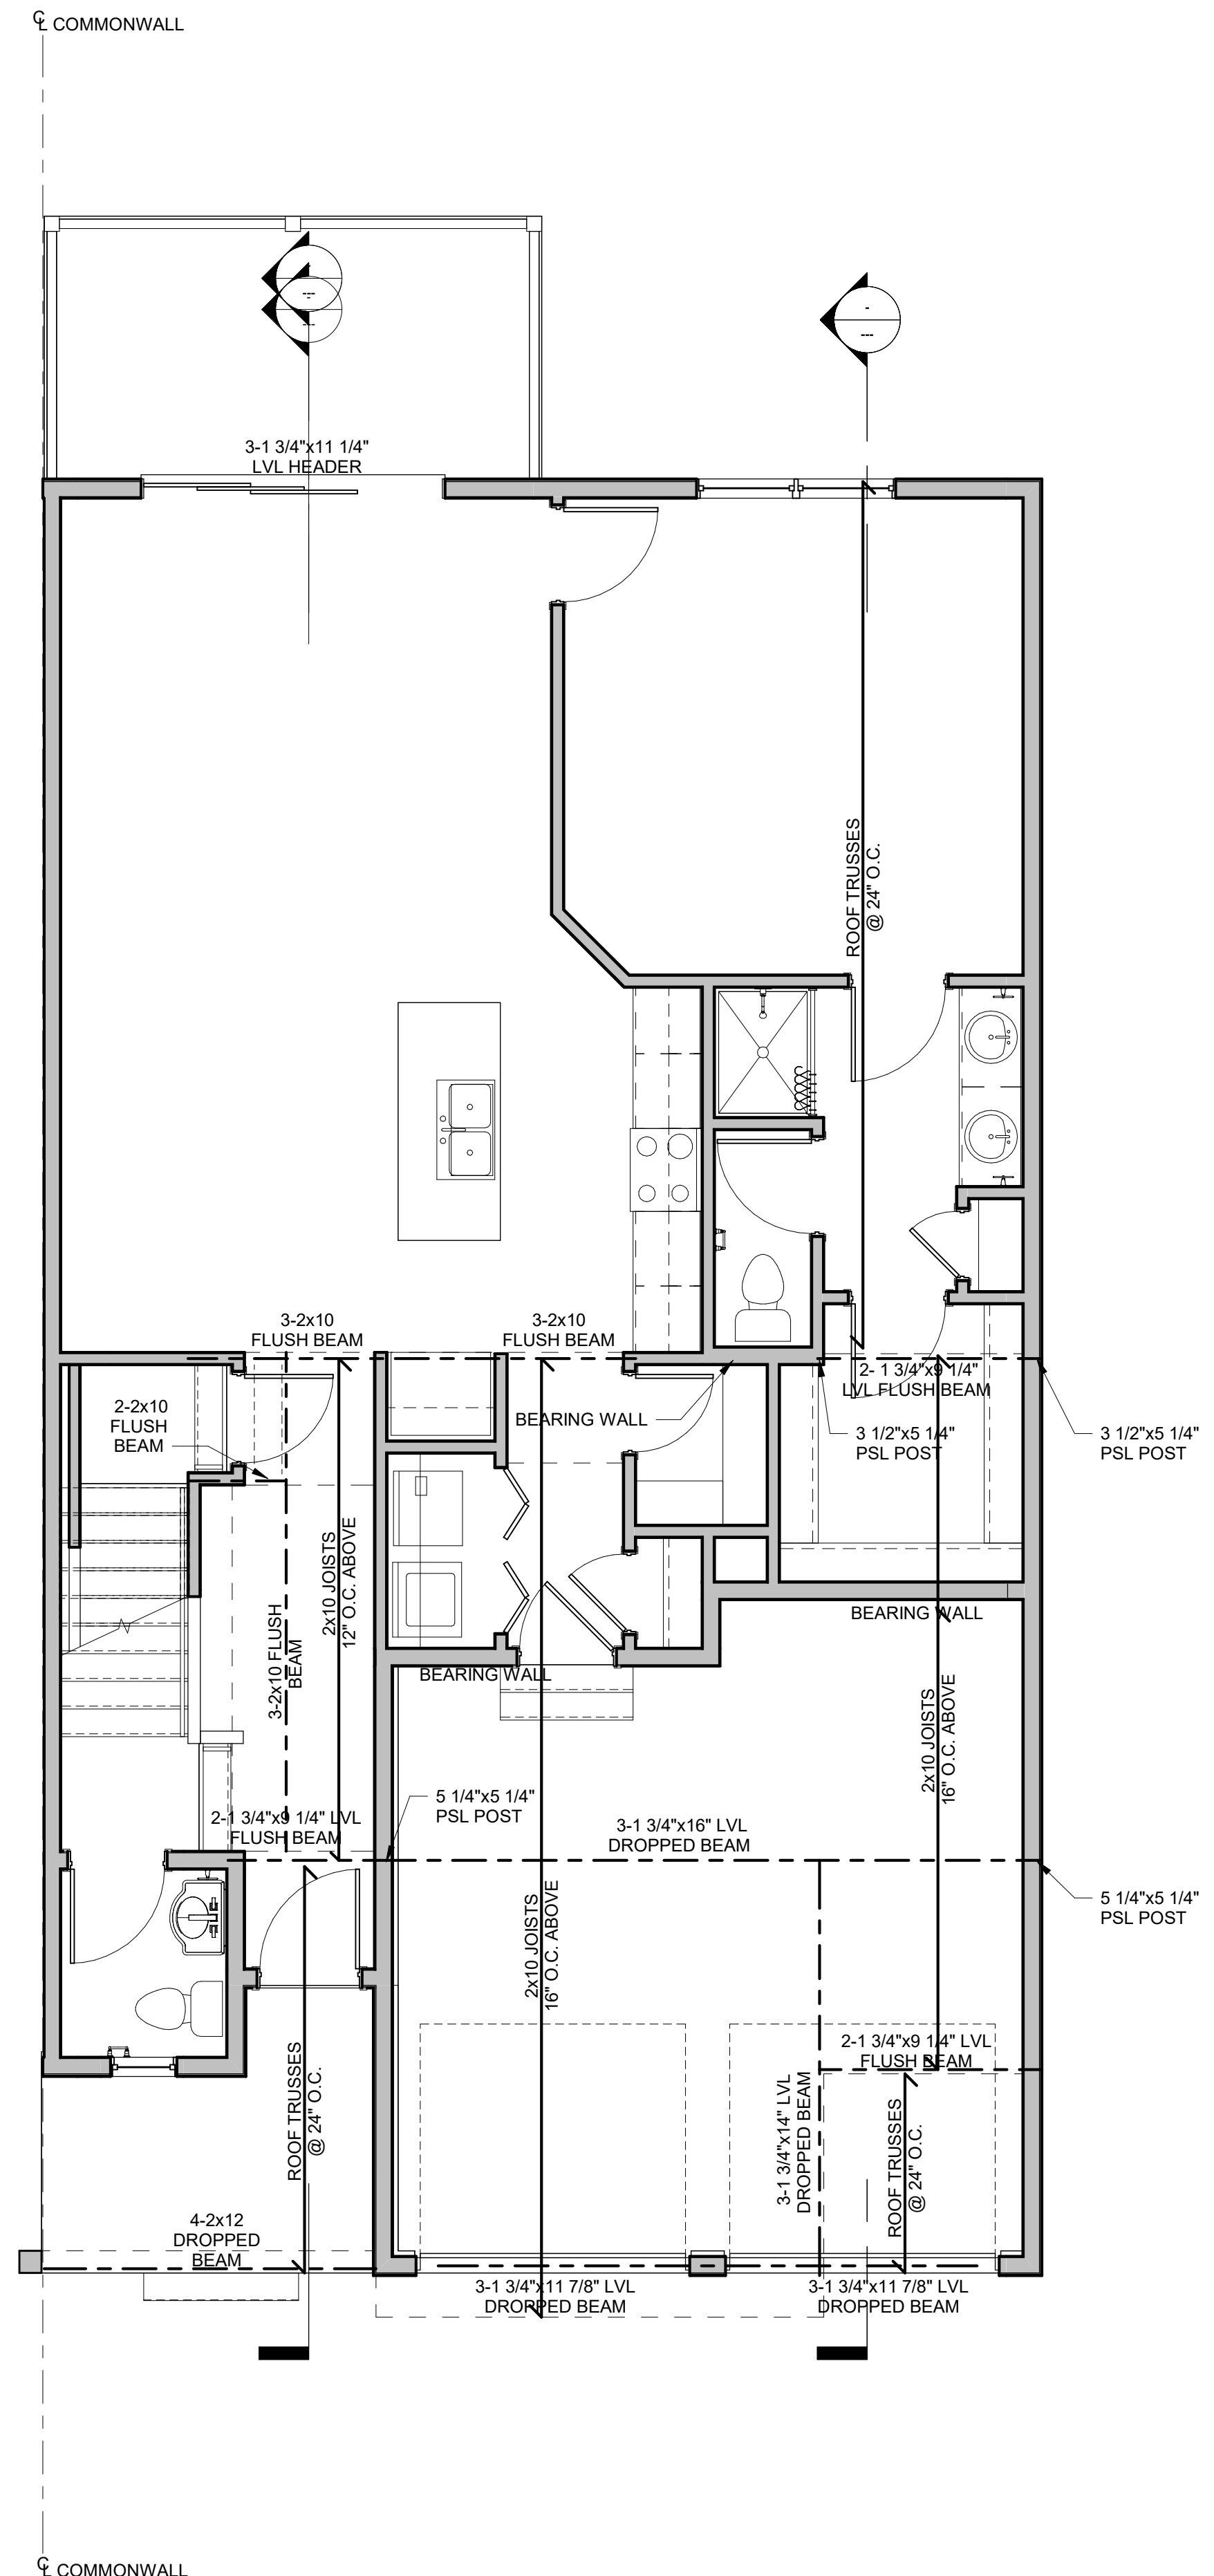 ℄ COMMONWALL
-
---
-
---
-
---
3-1 3/4"x11 1/4"
LVL HEADER
ROOF TRUSSES
@ 24" O.C.
3-2x10
FLUSH BEAM
3-2x10
FLUSH BEAM
2- 1 3/4"x9 1/4"
LVL FLUSH BEAM
2-2x10
FLUSH
BEAM
BEARING WALL
3 1/2"x5 1/4"
PSL POST
3 1/2"x5 1/4"
PSL POST
2x10 JOISTS
12" O.C. ABOVE
3-2x10 FLUSH
BEAM
BEARING WALL
BEARING WALL
2x10 JOISTS
16" O.C. ABOVE
5 1/4"x5 1/4"
PSL POST
2-1 3/4"x9 1/4" LVL
FLUSH BEAM
3-1 3/4"x16" LVL
DROPPED BEAM
5 1/4"x5 1/4"
PSL POST
2x10 JOISTS
16" O.C. ABOVE
2-1 3/4"x9 1/4" LVL
FLUSH BEAM
ROOF TRUSSES
@ 24" O.C.
3-1 3/4"x14" LVL
DROPPED BEAM
ROOF TRUSSES
@ 24" O.C.
4-2x12
DROPPED
BEAM
3-1 3/4"x11 7/8" LVL
DROPPED BEAM
3-1 3/4"x11 7/8" LVL
DROPPED BEAM
℄ COMMONWALL